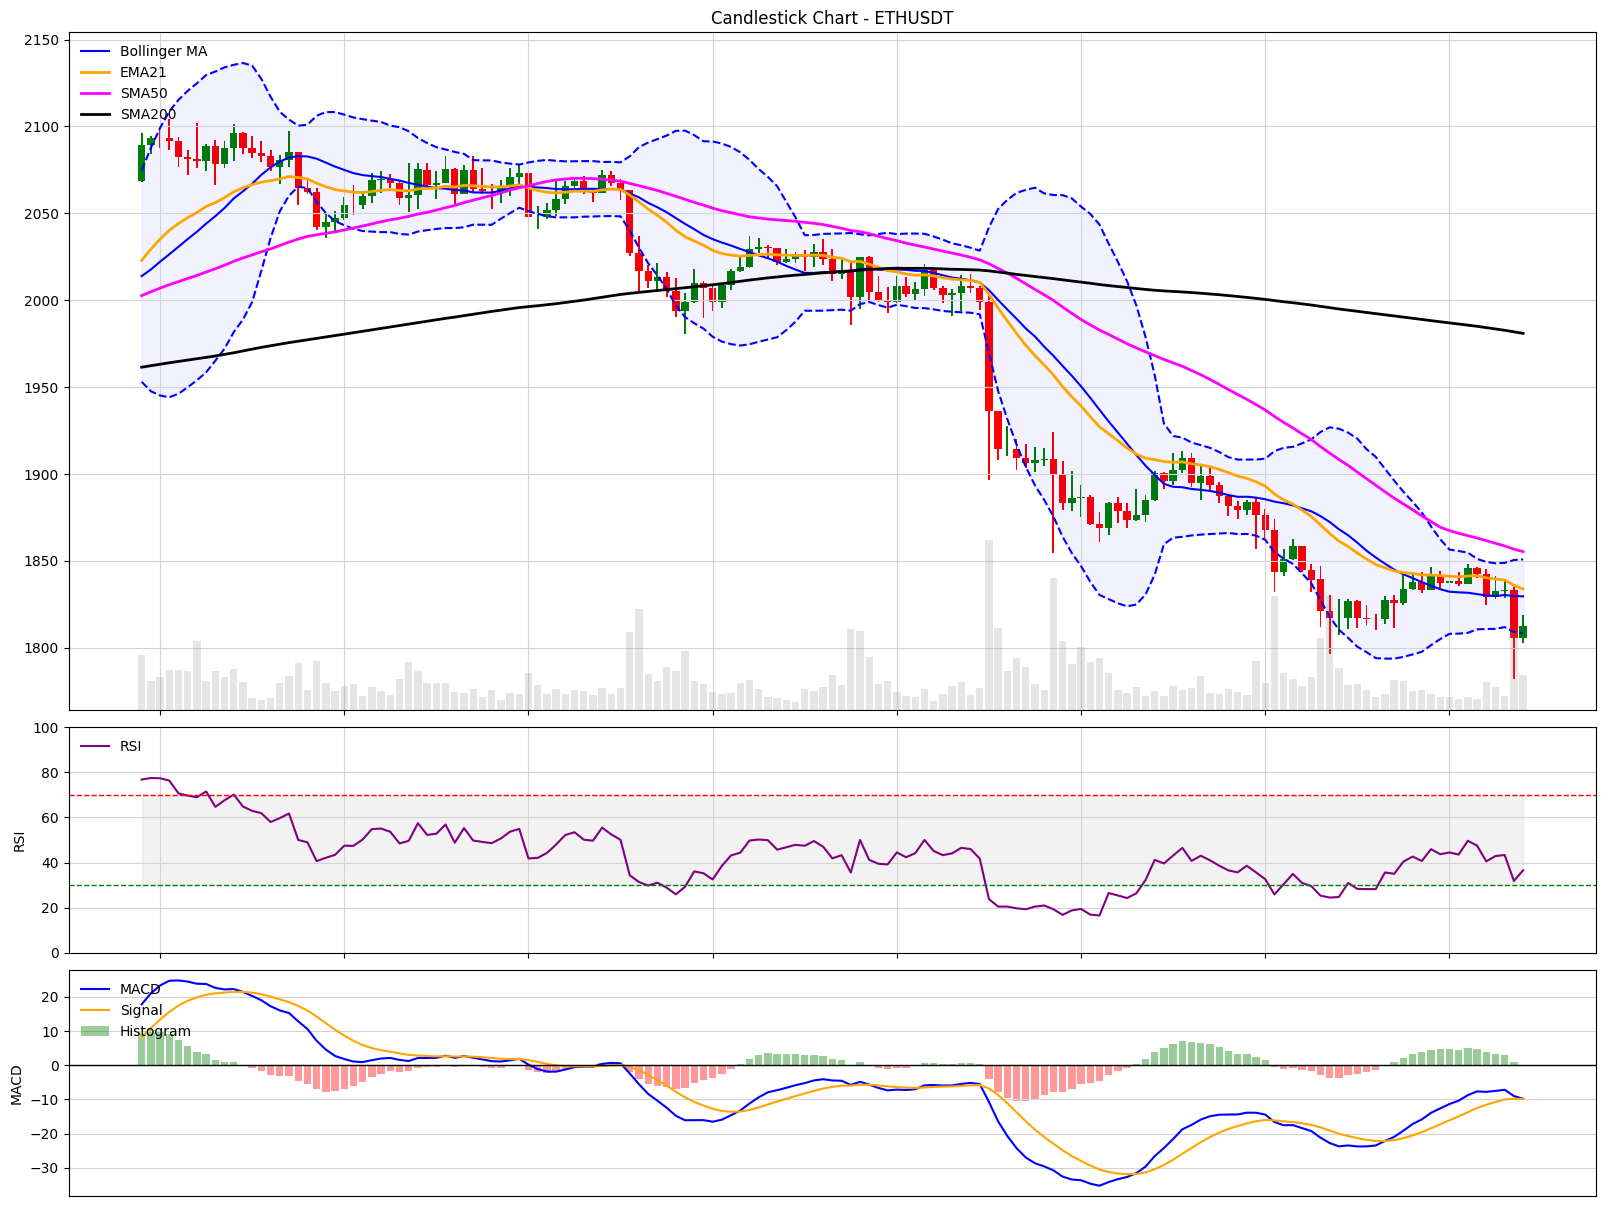 Candlestick Chart - ETHUSDT
2150
2100
2050
2000
1950
1900
1850
1800
Bollinger MA
EMA21
SMA50
SMA200
100
80
60
40
20
0
RSI
RSI
20
10
0
−10
−20
−30
MACD
MACD
Signal
Histogram